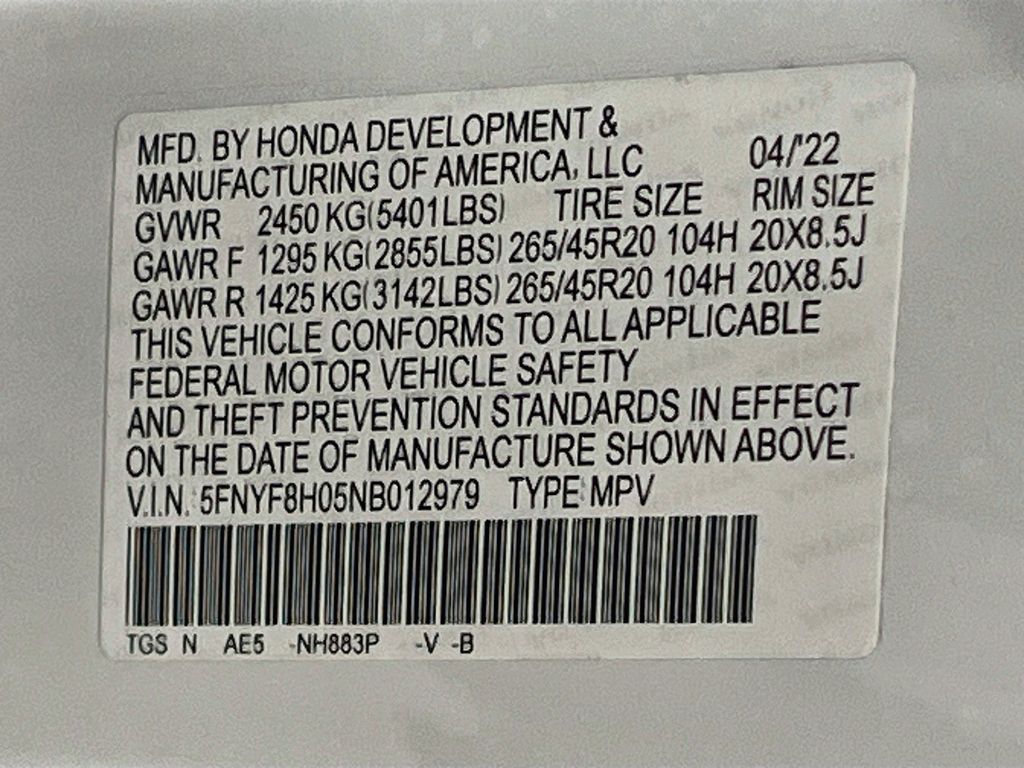 MFD. BY HONDA DEVELOPMENT &
MANUFACTURING OF AMERICA, LLC 04/'22
GVWR 2450 KG(5401LBS) TIRE SIZE RIM SIZE
GAWR F 1295 KG(2855LBS) 265/45R20 104H 20X8.5J
GAWR R 1425 KG(3142LBS) 265/45R20 104H 20X8.5J
THIS VEHICLE CONFORMS TO ALL APPLICABLE
FEDERAL MOTOR VEHICLE SAFETY
AND THEFT PREVENTION STANDARDS IN EFFECT
ON THE DATE OF MANUFACTURE SHOWN ABOVE.
V.I.N. 5FNYF8H05NB012979 TYPE:MPV
TGS N AE5 -NH883P -V -B